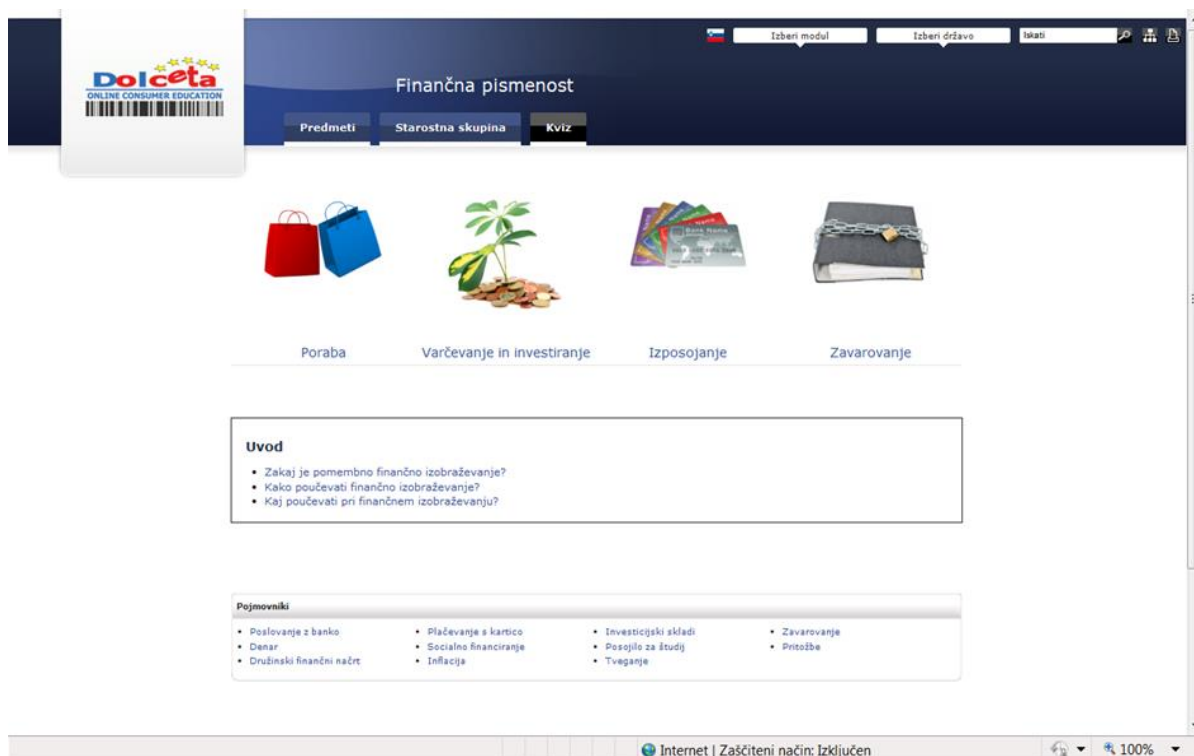 Izberi modul
Izberi državo
Iskati
Dolceta
ONLINE CONSUMER EDUCATION
Finančna pismenost
Predmeti
Starostna skupina
Kviz
Bank Name
Poraba
Varčevanje in investiranje
Izposojanje
Zavarovanje
Uvod
• Zakaj je pomembno finančno izobraževanje?
• Kako poučevati finančno izobraževanje?
• Kaj poučevati pri finančnem izobraževanju?
Pojmovniki
• Poslovanje z banko
• Denar
• Družinski finančni načrt
• Plačevanje s kartico
• Socialno financiranje
• Inflacija
• Investicijski skladi
• Posojilo za študij
• Tveganje
• Zavarovanje
• Pritožbe
Internet | Zaščiteni način: Izključen
100%